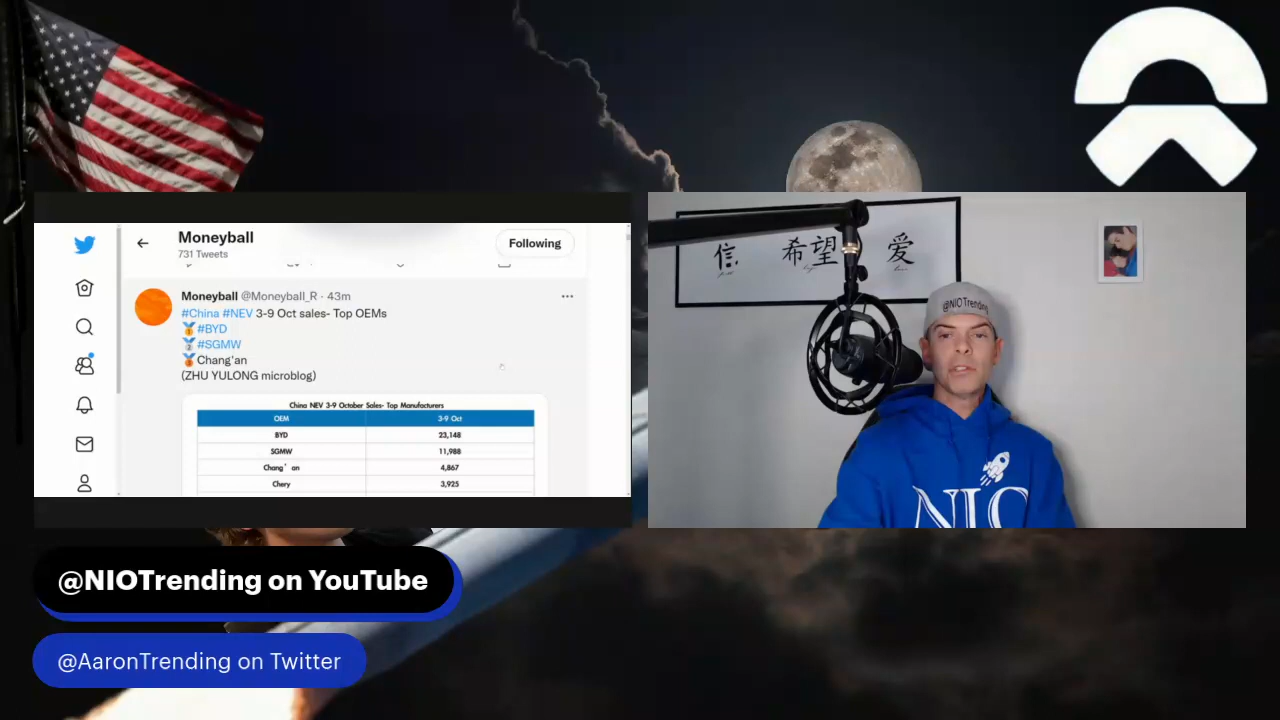 Moneyball
731 Tweets
Following
Moneyball @Moneyball_R · 43m
#China #NEV 3-9 Oct sales- Top OEMs
🥇#BYD
🥈#SGMW
🥉Chang'an
(ZHU YULONG microblog)
China NEV 3-9 October Sales- Top Manufacturers
OEM 3-9 Oct
BYD 23,148
SGMW 11,988
Chang' an 4,867
Chery 3,925
信
希望
爱
@NIOTrending
NIO
@NIOTrending on YouTube
@AaronTrending on Twitter